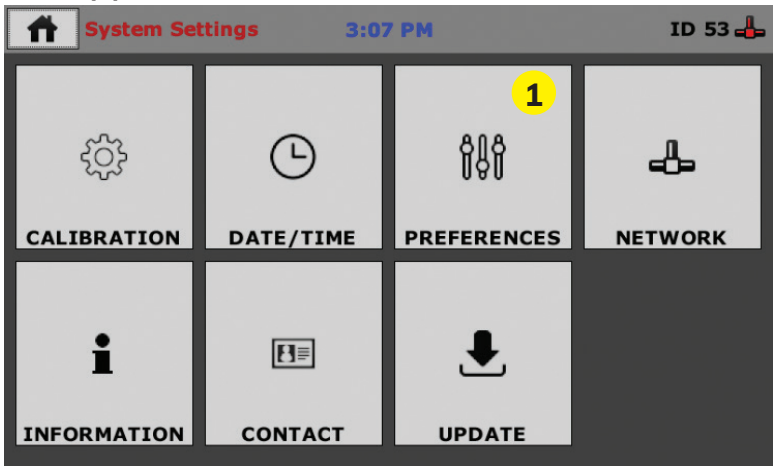 System Settings 3:07 PM ID 53
1
CALIBRATION DATE/TIME PREFERENCES NETWORK
INFORMATION CONTACT UPDATE